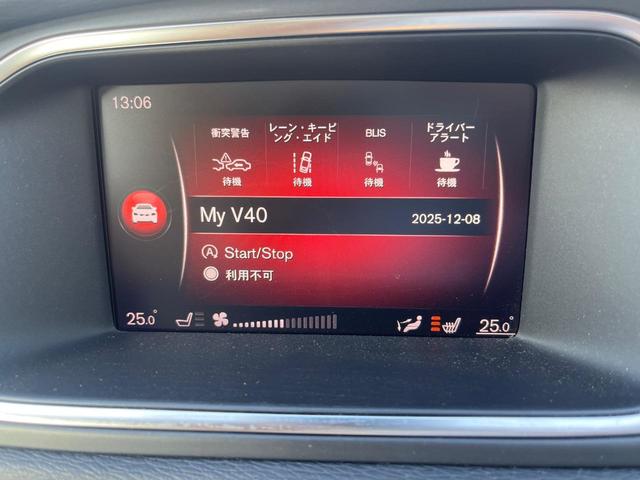 13:06
衝突警告
レーン・キーピ
ング・エイド
BLIS
ドライバー
アラート
待機
待機
待機
待機
My V40
2025-12-08
Start/Stop
利用不可
25.0°
25.0°